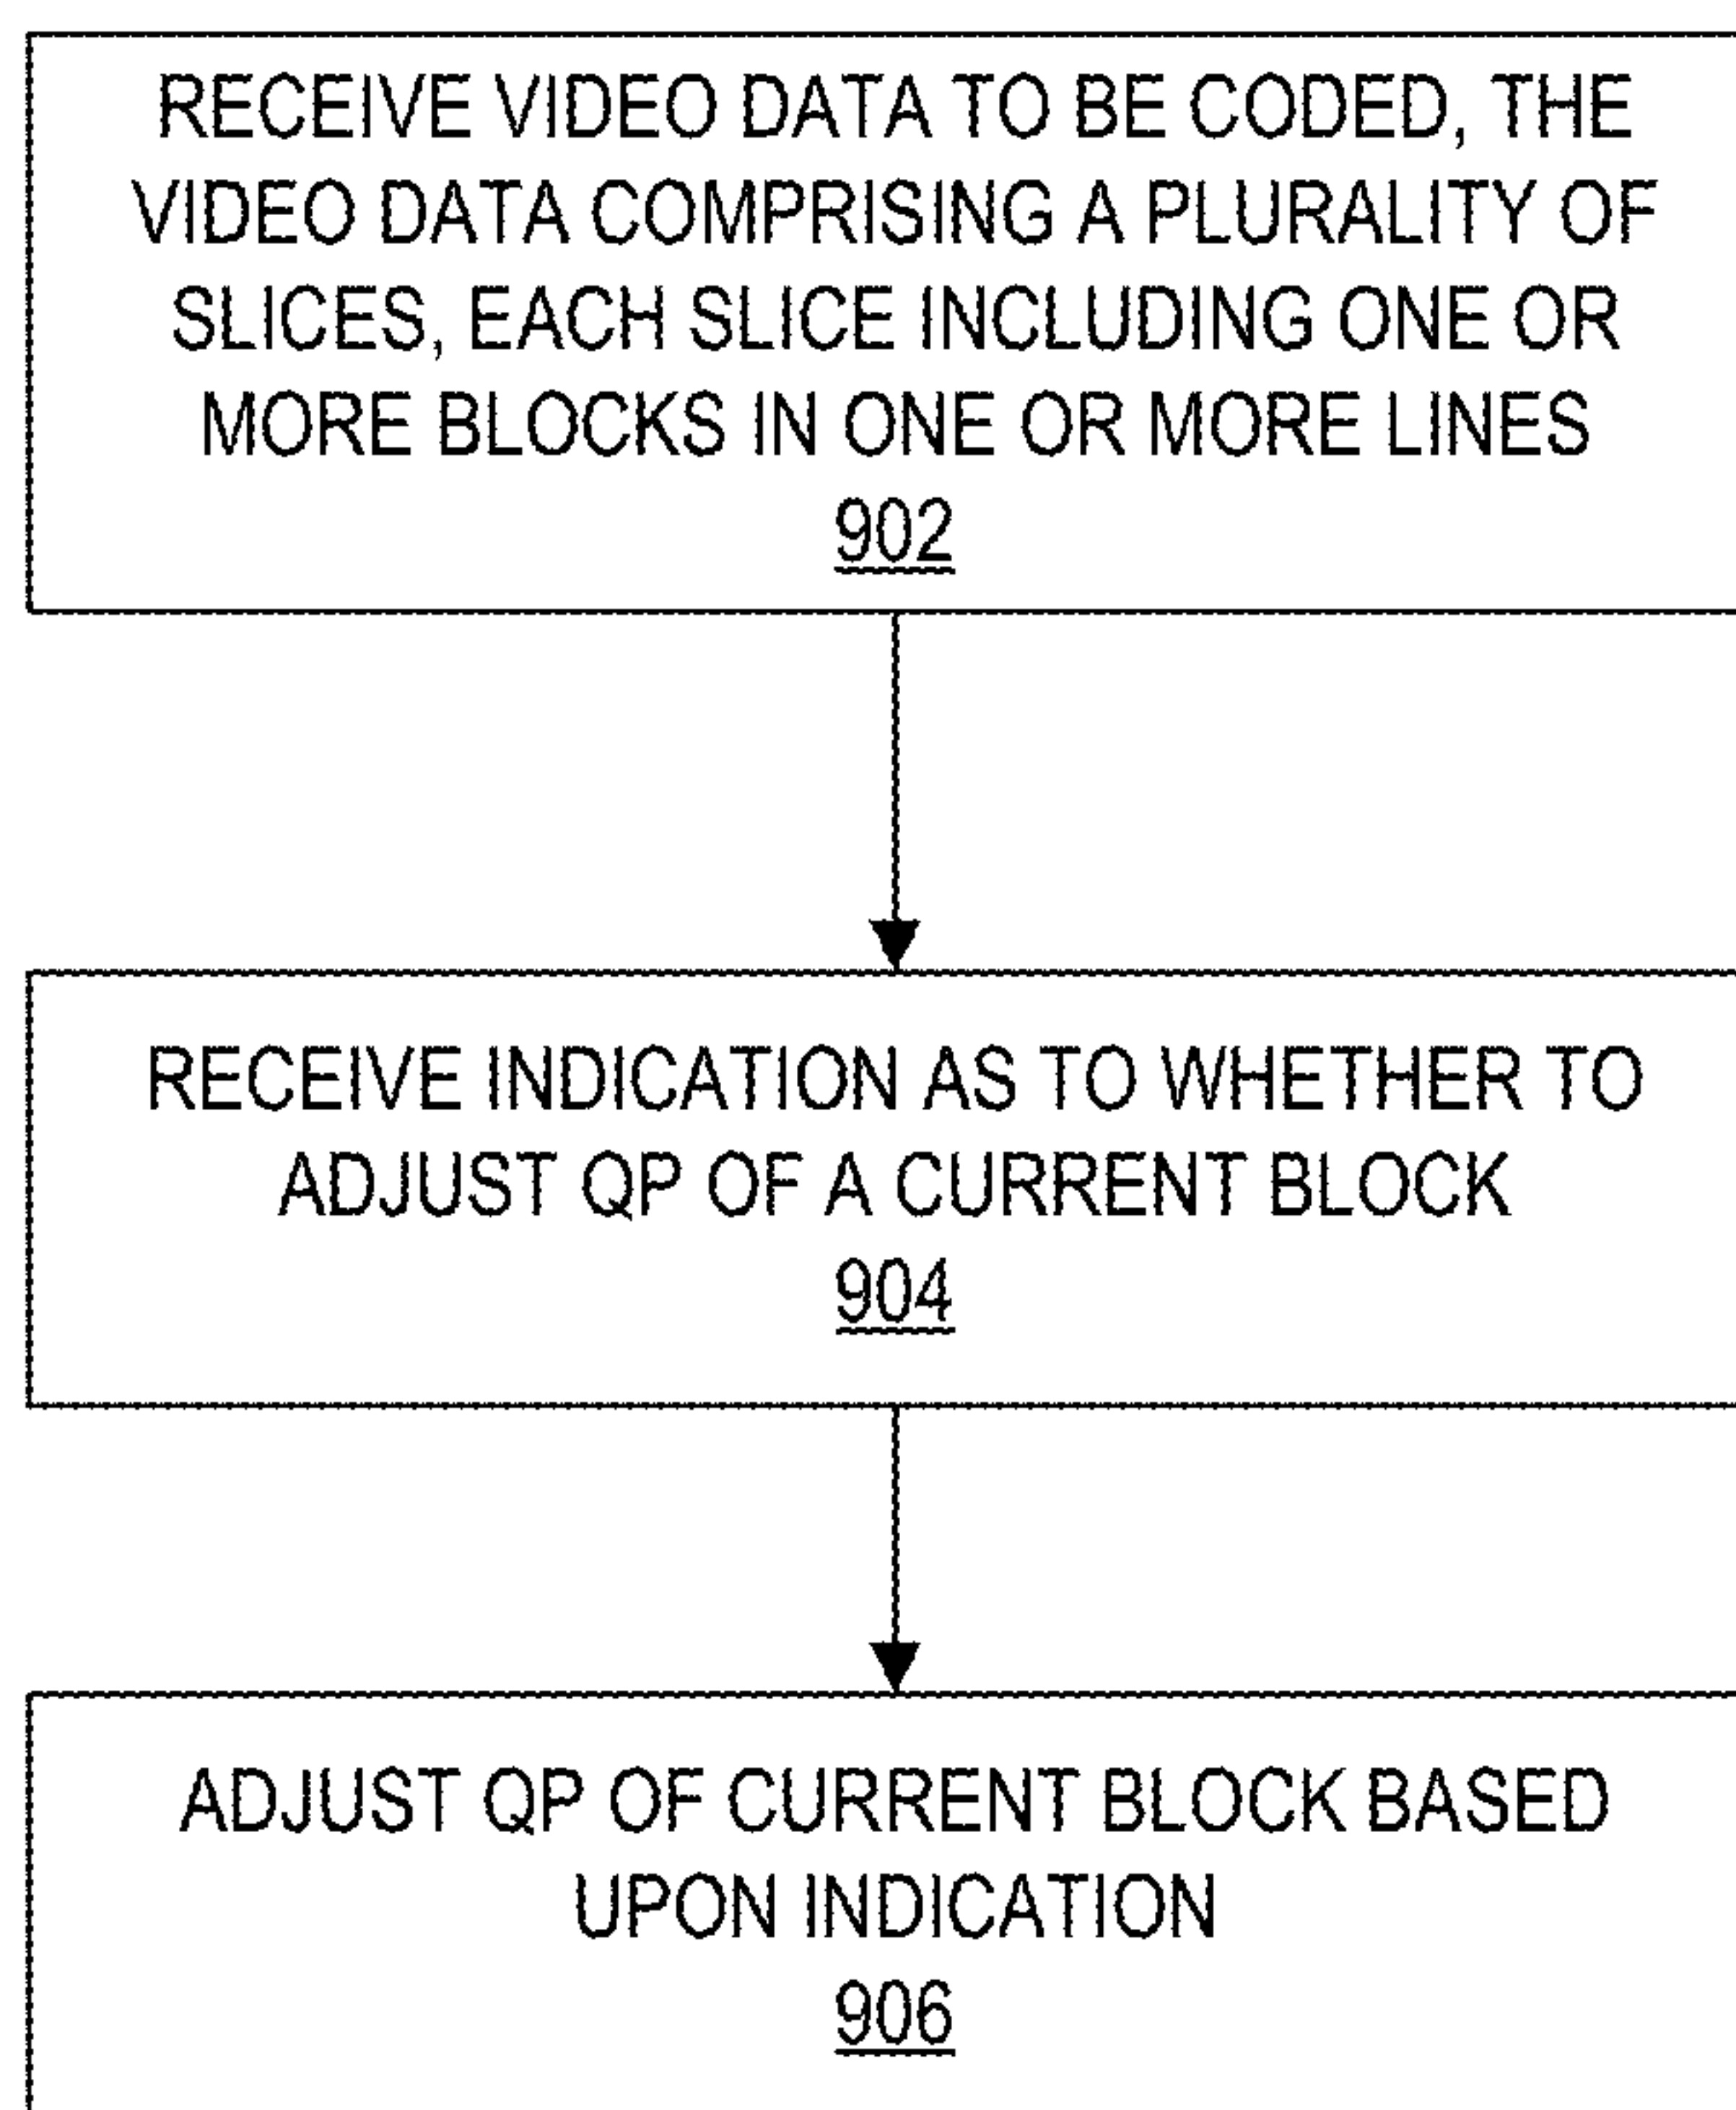 RECEIVE VIDEO DATA TO BE CODED, THE
VIDEO DATA COMPRISING A PLURALITY OF
SLICES, EACH SLICE INCLUDING ONE OR
MORE BLOCKS IN ONE OR MORE LINES
902
RECEIVE INDICATION AS TO WHETHER TO
ADJUST QP OF A CURRENT BLOCK
904
ADJUST QP OF CURRENT BLOCK BASED
UPON INDICATION
906